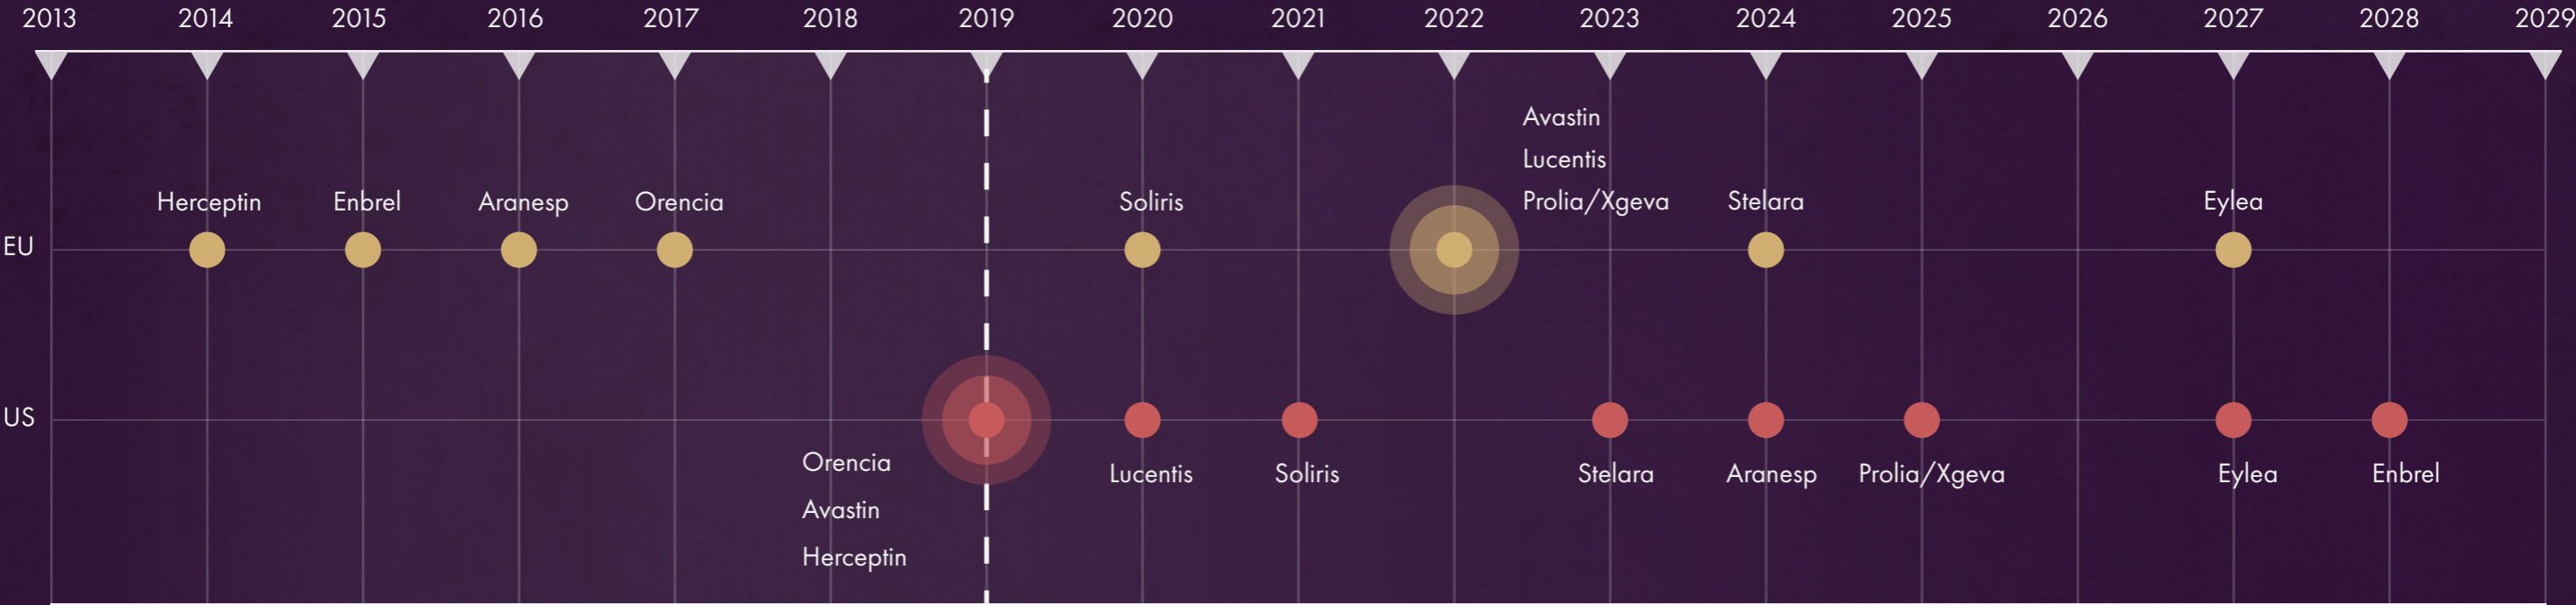 2013 2014 2015 2016 2017 2018 2019 2020 2021 2022 2023 2024 2025 2026 2027 2028 2029
Avastin
Lucentis
Herceptin Enbrel Aranesp Orencia Soliris Prolia/Xgeva Stelara Eylea
EU
US
Orencia
Lucentis Soliris Stelara Aranesp Prolia/Xgeva Eylea Enbrel
Avastin
Herceptin